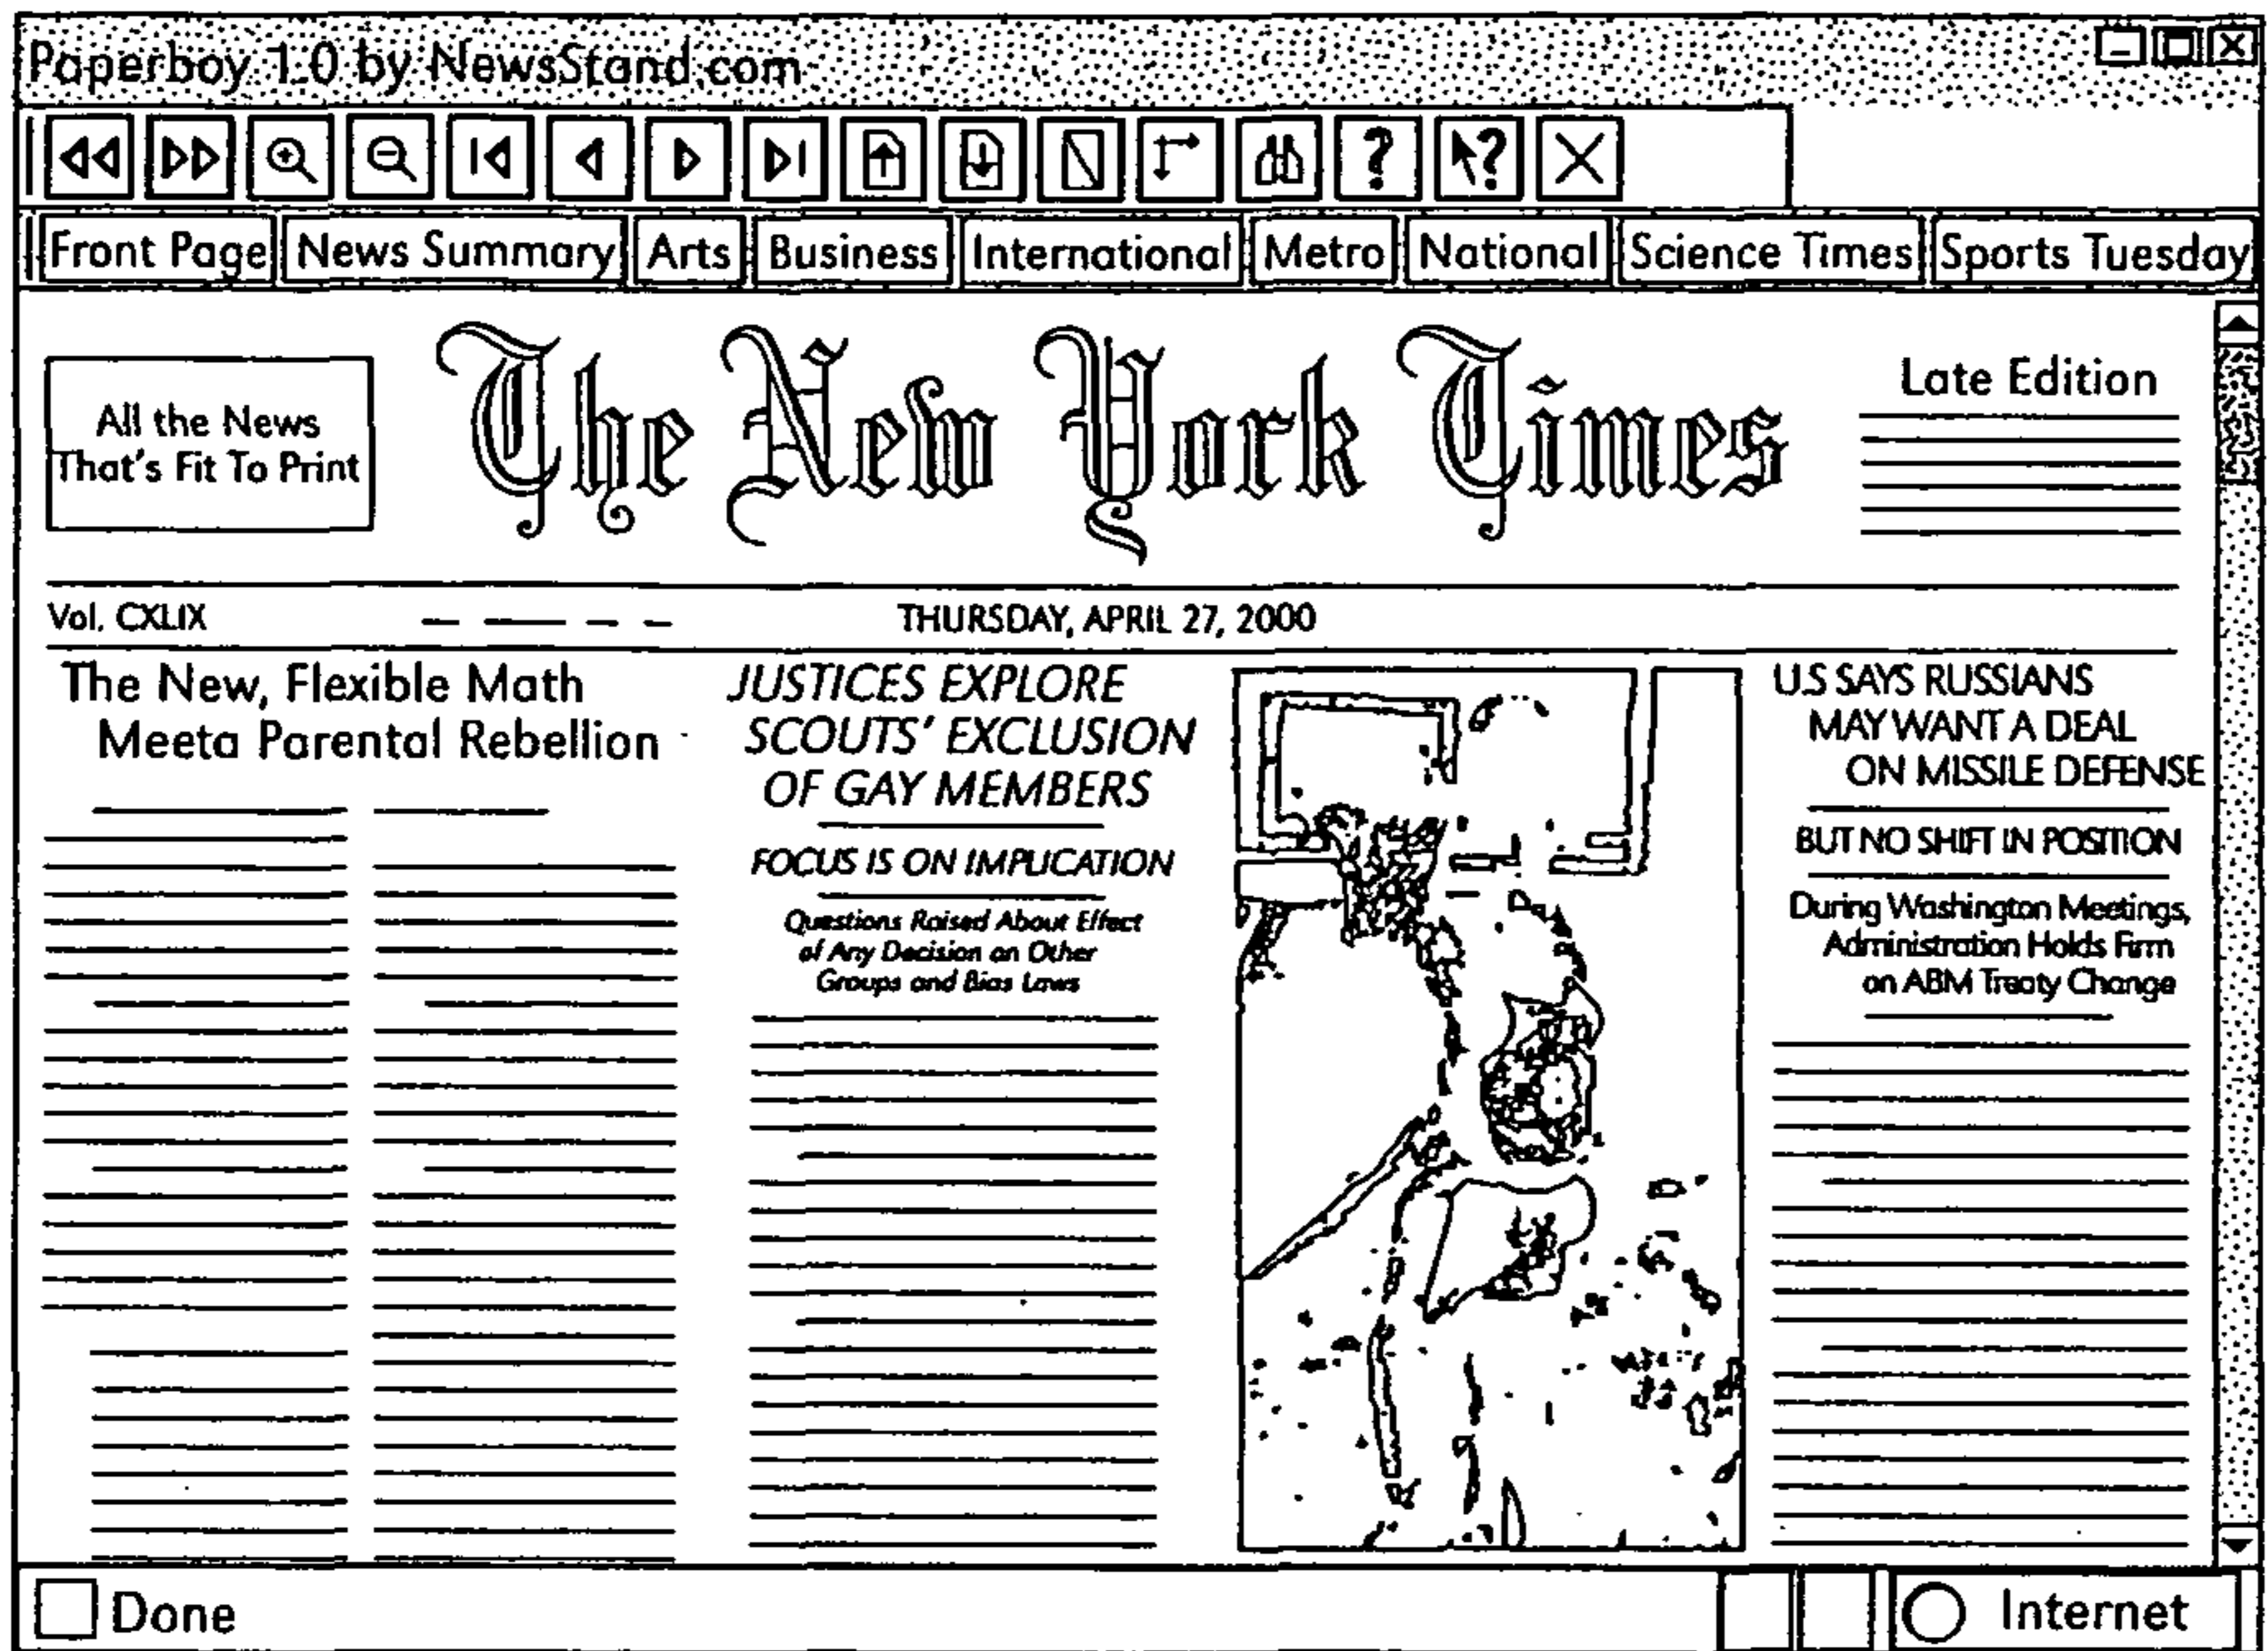 Paperboy 1.0 by NewsStand.com
Front Page News Summary Arts Business International Metro National Science Times Sports Tuesday
All the News
That's Fit To Print
The New York Times
Late Edition
Vol. CXLIX THURSDAY, APRIL 27, 2000
The New, Flexible Math
Meeta Parental Rebellion
JUSTICES EXPLORE
SCOUTS' EXCLUSION
OF GAY MEMBERS
FOCUS IS ON IMPLICATION
Questions Raised About Effect
of Any Decision on Other
Groups and Bias Laws
U.S SAYS RUSSIANS
MAY WANT A DEAL
ON MISSILE DEFENSE
BUT NO SHIFT IN POSITION
During Washington Meetings,
Administration Holds Firm
on ABM Treaty Change
Done
Internet